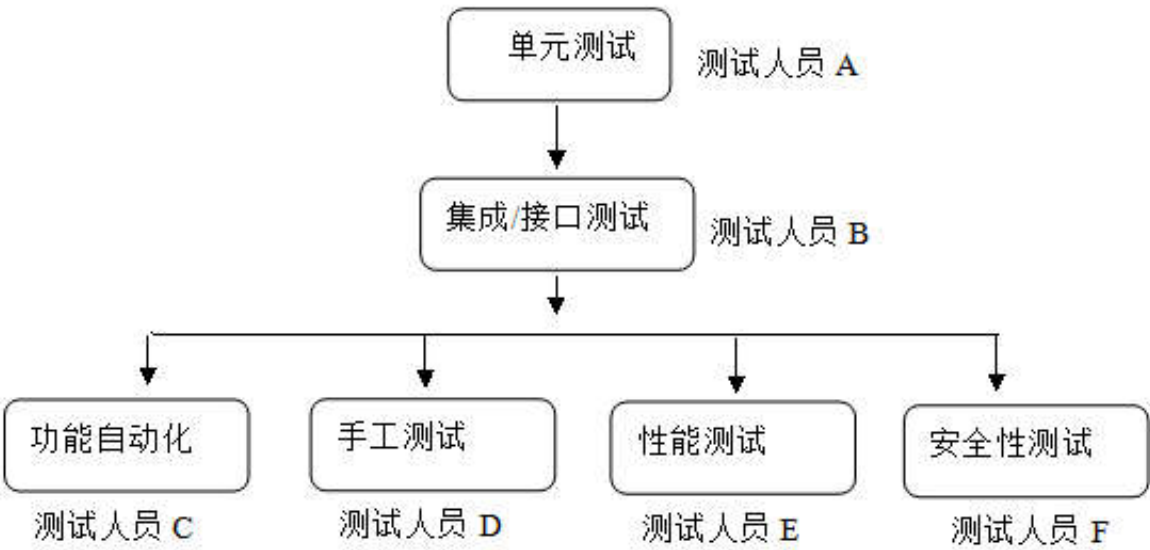 单元测试
测试人员 A
集成/接口测试
测试人员 B
功能自动化
手工测试
性能测试
安全性测试
测试人员 C
测试人员 D
测试人员 E
测试人员 F